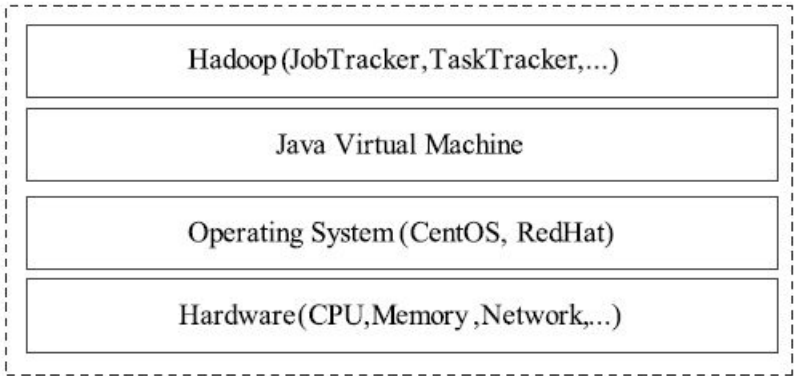 Hadoop(JobTracker,TaskTracker,...)
Java Virtual Machine
Operating System(CentOS, RedHat)
Hardware(CPU,Memory,Network,...)